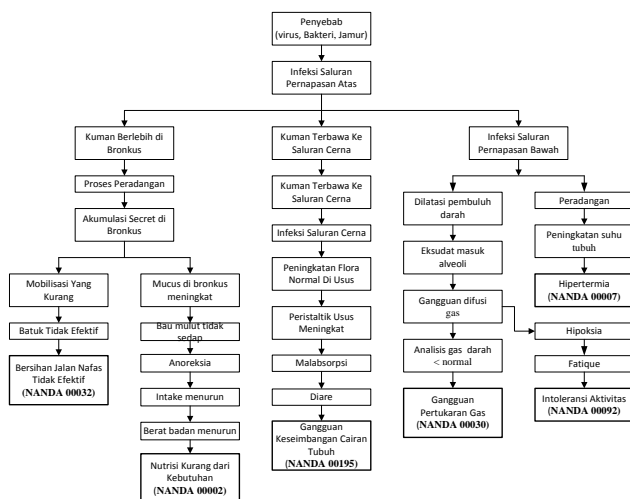 Penyebab
(virus, Bakteri, Jamur)
Infeksi Saluran
Pernapasan Atas
Kuman Berlebih di
Bronkus
Proses Peradangan
Akumulasi Secret di
Bronkus
Mobilisasi Yang
Kurang
Batuk Tidak Efektif
Bersihan Jalan Nafas
Tidak Efektif
(NANDA 00032)
Mucus di bronkus
meningkat
Bau mulut tidak
sedap
Anoreksia
Intake menurun
Berat badan menurun
Nutrisi Kurang dari
Kebutuhan
(NANDA 00002)
Kuman Terbawa Ke
Saluran Cerna
Kuman Terbawa Ke
Saluran Cerna
Infeksi Saluran Cerna
Peningkatan Flora
Normal Di Usus
Peristaltik Usus
Meningkat
Malabsorpsi
Diare
Gangguan
Keseimbangan Cairan
Tubuh
(NANDA 00195)
Infeksi Saluran
Pernapasan Bawah
Dilatasi pembuluh
darah
Eksudat masuk
alveoli
Gangguan difusi
gas
Analisis gas darah
< normal
Gangguan
Pertukaran Gas
(NANDA 00030)
Peradangan
Peningkatan suhu
tubuh
Hipertermia
(NANDA 00007)
Hipoksia
Fatique
Intoleransi Aktivitas
(NANDA 00092)